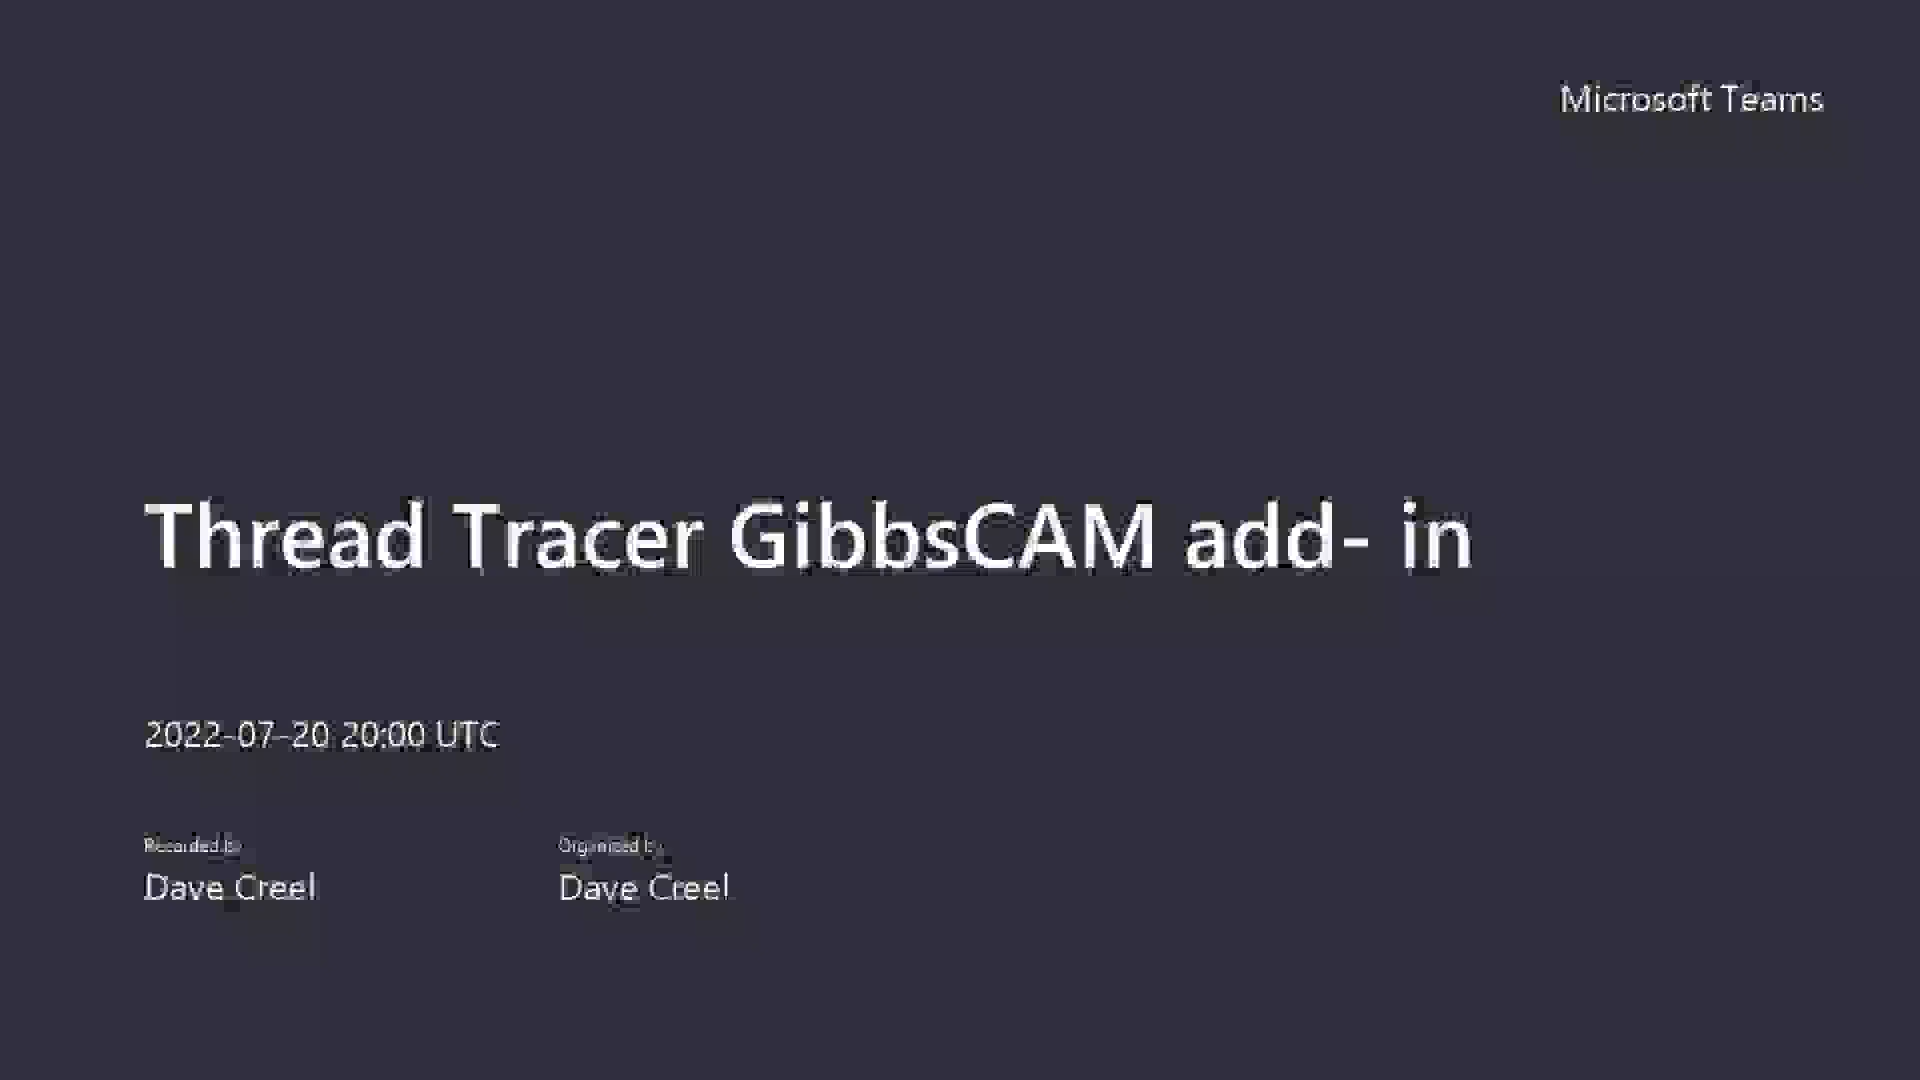 Microsoft Teams
Thread Tracer GibbsCAM add- in
2022-07-20 20:00 UTC
Recorded by
Organized by
Dave Creel
Dave Creel